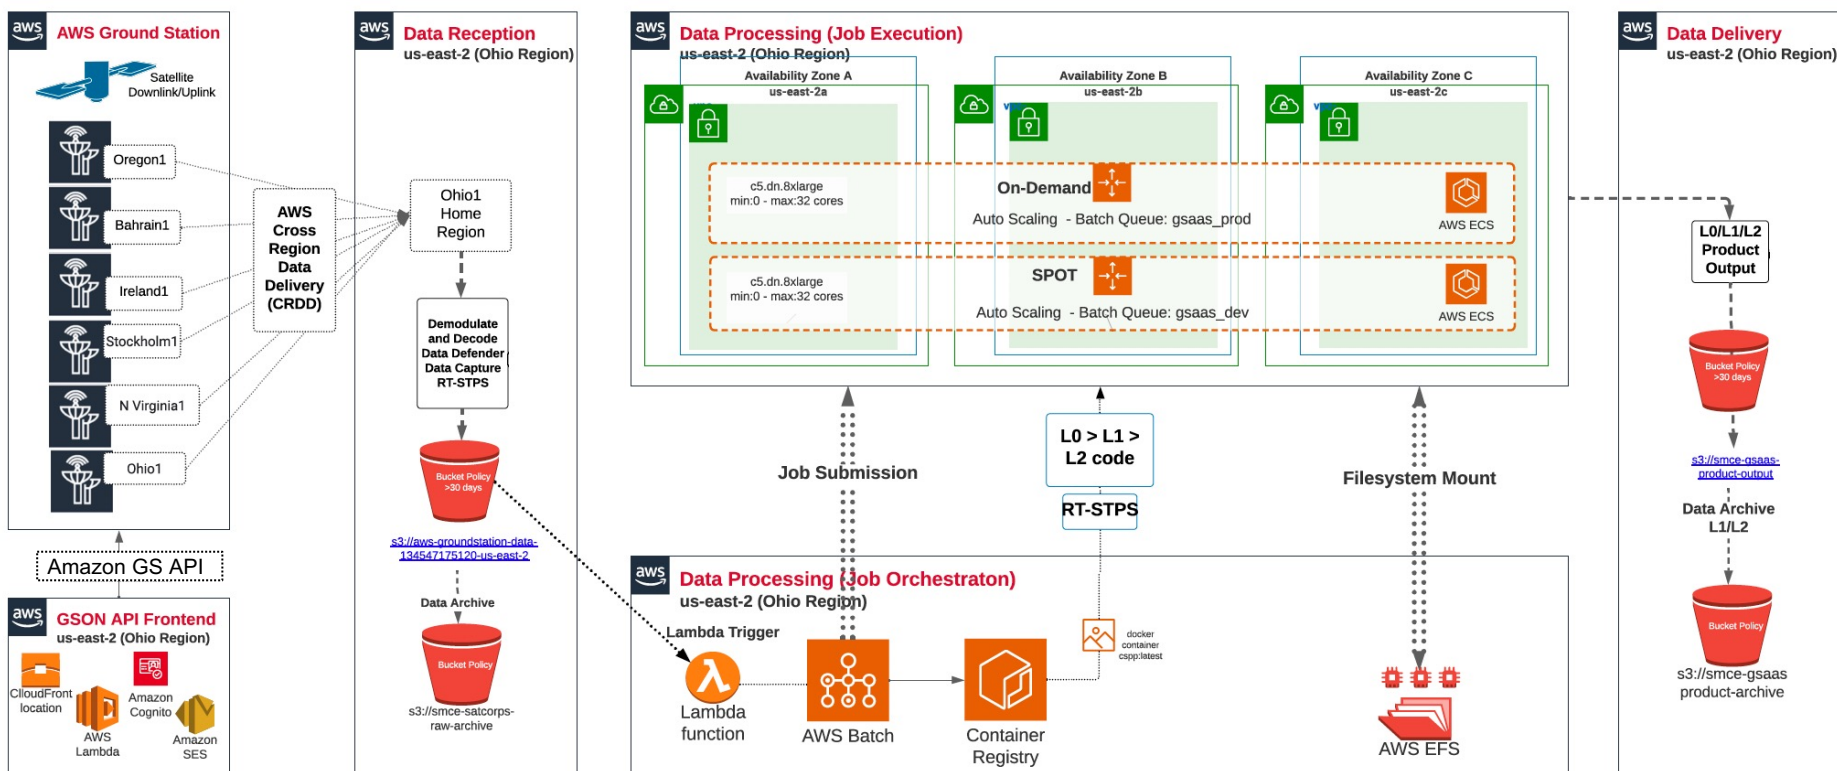 aws
AWS Ground Station
Satellite
Downlink/Uplink
Oregon1
Bahrain1
Ireland1
Stockholm1
N Virginia1
Ohio1
AWS
Cross
Region
Data
Delivery
(CRDD)
Amazon GS API
aws
GSON API Frontend
us-east-2 (Ohio Region)
ClloudFront
location
AWS
Lambda
Amazon
Cognito
Amazon
SES
aws
Data Reception
us-east-2 (Ohio Region)
Ohio1
Home
Region
Demodulate
and Decode
Data Defender
Data Capture
RT-STPS
Bucket Policy
>30 days
s3://aws-groundstation-data-
134547175120-us-east-2
Data Archive
Bucket Policy
s3://smce-satcorps-
raw-archive
aws
Data Processing (Job Execution)
us-east-2 (Ohio Region)
Availability Zone A
us-east-2a
Availability Zone B
us-east-2b
Availability Zone C
us-east-2c
c5.dn.8xlarge
min:0 - max:32 cores
On-Demand
Auto Scaling - Batch Queue: gsaas_prod
AWS ECS
c5.dn.8xlarge
min:0 - max:32 cores
SPOT
Auto Scaling - Batch Queue: gsaas_dev
AWS ECS
Job Submission
L0 > L1 >
L2 code
RT-STPS
Filesystem Mount
aws
Data Processing (Job Orchestraton)
us-east-2 (Ohio Region)
Lambda Trigger
Lambda
function
AWS Batch
Container
Registry
docker
container
cspp:latest
AWS EFS
aws
Data Delivery
us-east-2 (Ohio Region)
L0/L1/L2
Product
Output
Bucket Policy
>30 days
s3://smce-gsaas-
product-output
Data Archive
L1/L2
Bucket Policy
s3://smce-gsaas
product-archive